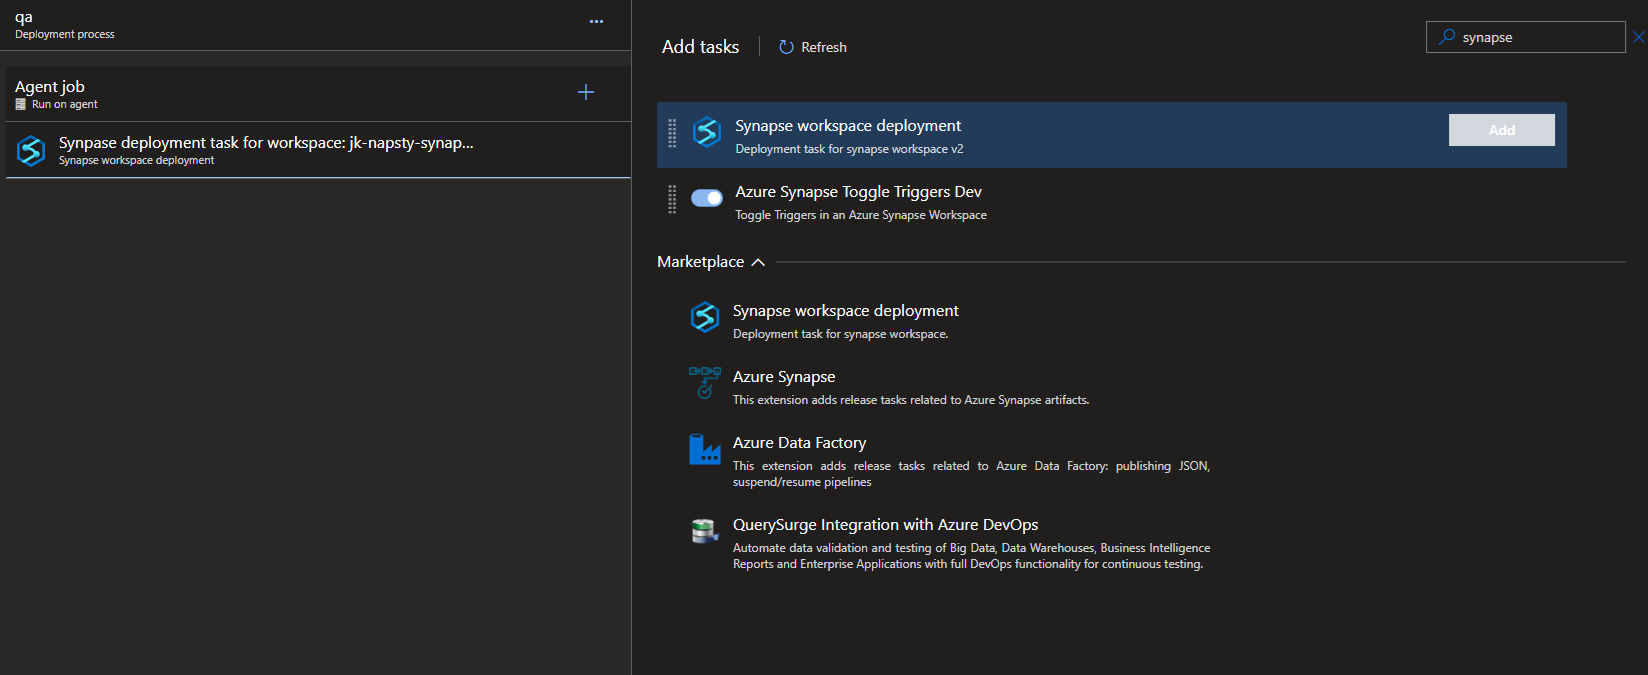 qa
Deployment process
Agent job
Run on agent
Synpase deployment task for workspace: jk-napsty-synap...
Synapse workspace deployment
Add tasks
Refresh
synapse
Synapse workspace deployment
Deployment task for synapse workspace v2
Add
Azure Synapse Toggle Triggers Dev
Toggle Triggers in an Azure Synapse Workspace
Marketplace
Synapse workspace deployment
Deployment task for synapse workspace.
Azure Synapse
This extension adds release tasks related to Azure Synapse artifacts.
Azure Data Factory
This extension adds release tasks related to Azure Data Factory: publishing JSON,
suspend/resume pipelines
QuerySurge Integration with Azure DevOps
Automate data validation and testing of Big Data, Data Warehouses, Business Intelligence
Reports and Enterprise Applications with full DevOps functionality for continuous testing.